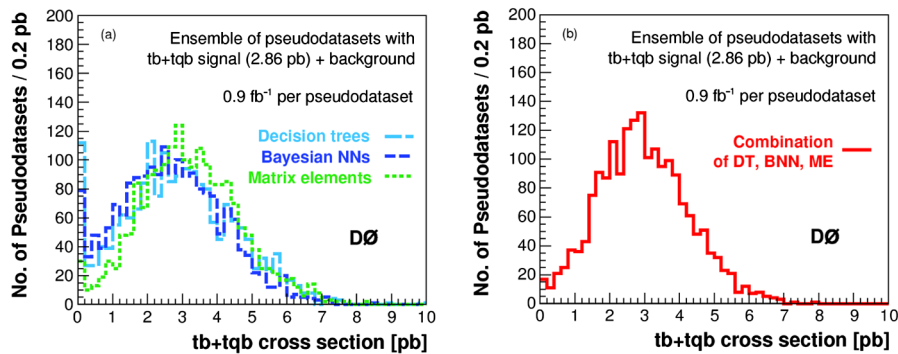 No. of Pseudodatasets / 0.2 pb
200
180
160
140
120
100
80
60
40
20
0
(a)
Ensemble of pseudodatasets with
tb+tqb signal (2.86 pb) + background
0.9 fb⁻¹ per pseudodataset
Decision trees
Bayesian NNs
Matrix elements
DØ
0 1 2 3 4 5 6 7 8 9 10
tb+tqb cross section [pb]
No. of Pseudodatasets / 0.2 pb
200
180
160
140
120
100
80
60
40
20
0
(b)
Ensemble of pseudodatasets with
tb+tqb signal (2.86 pb) + background
0.9 fb⁻¹ per pseudodataset
Combination
of DT, BNN, ME
DØ
0 1 2 3 4 5 6 7 8 9 10
tb+tqb cross section [pb]